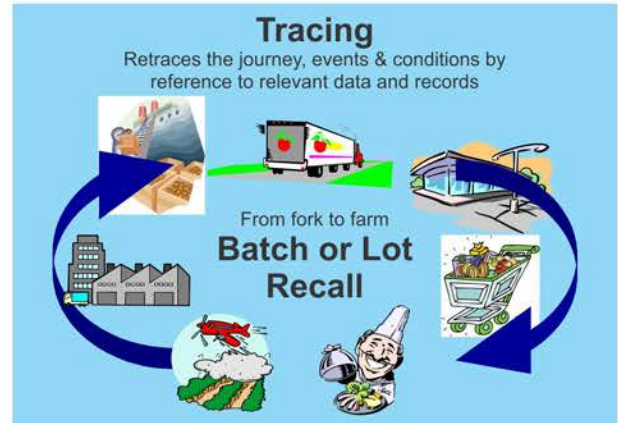 Tracing
Retraces the journey, events & conditions by
reference to relevant data and records
From fork to farm
Batch or Lot
Recall